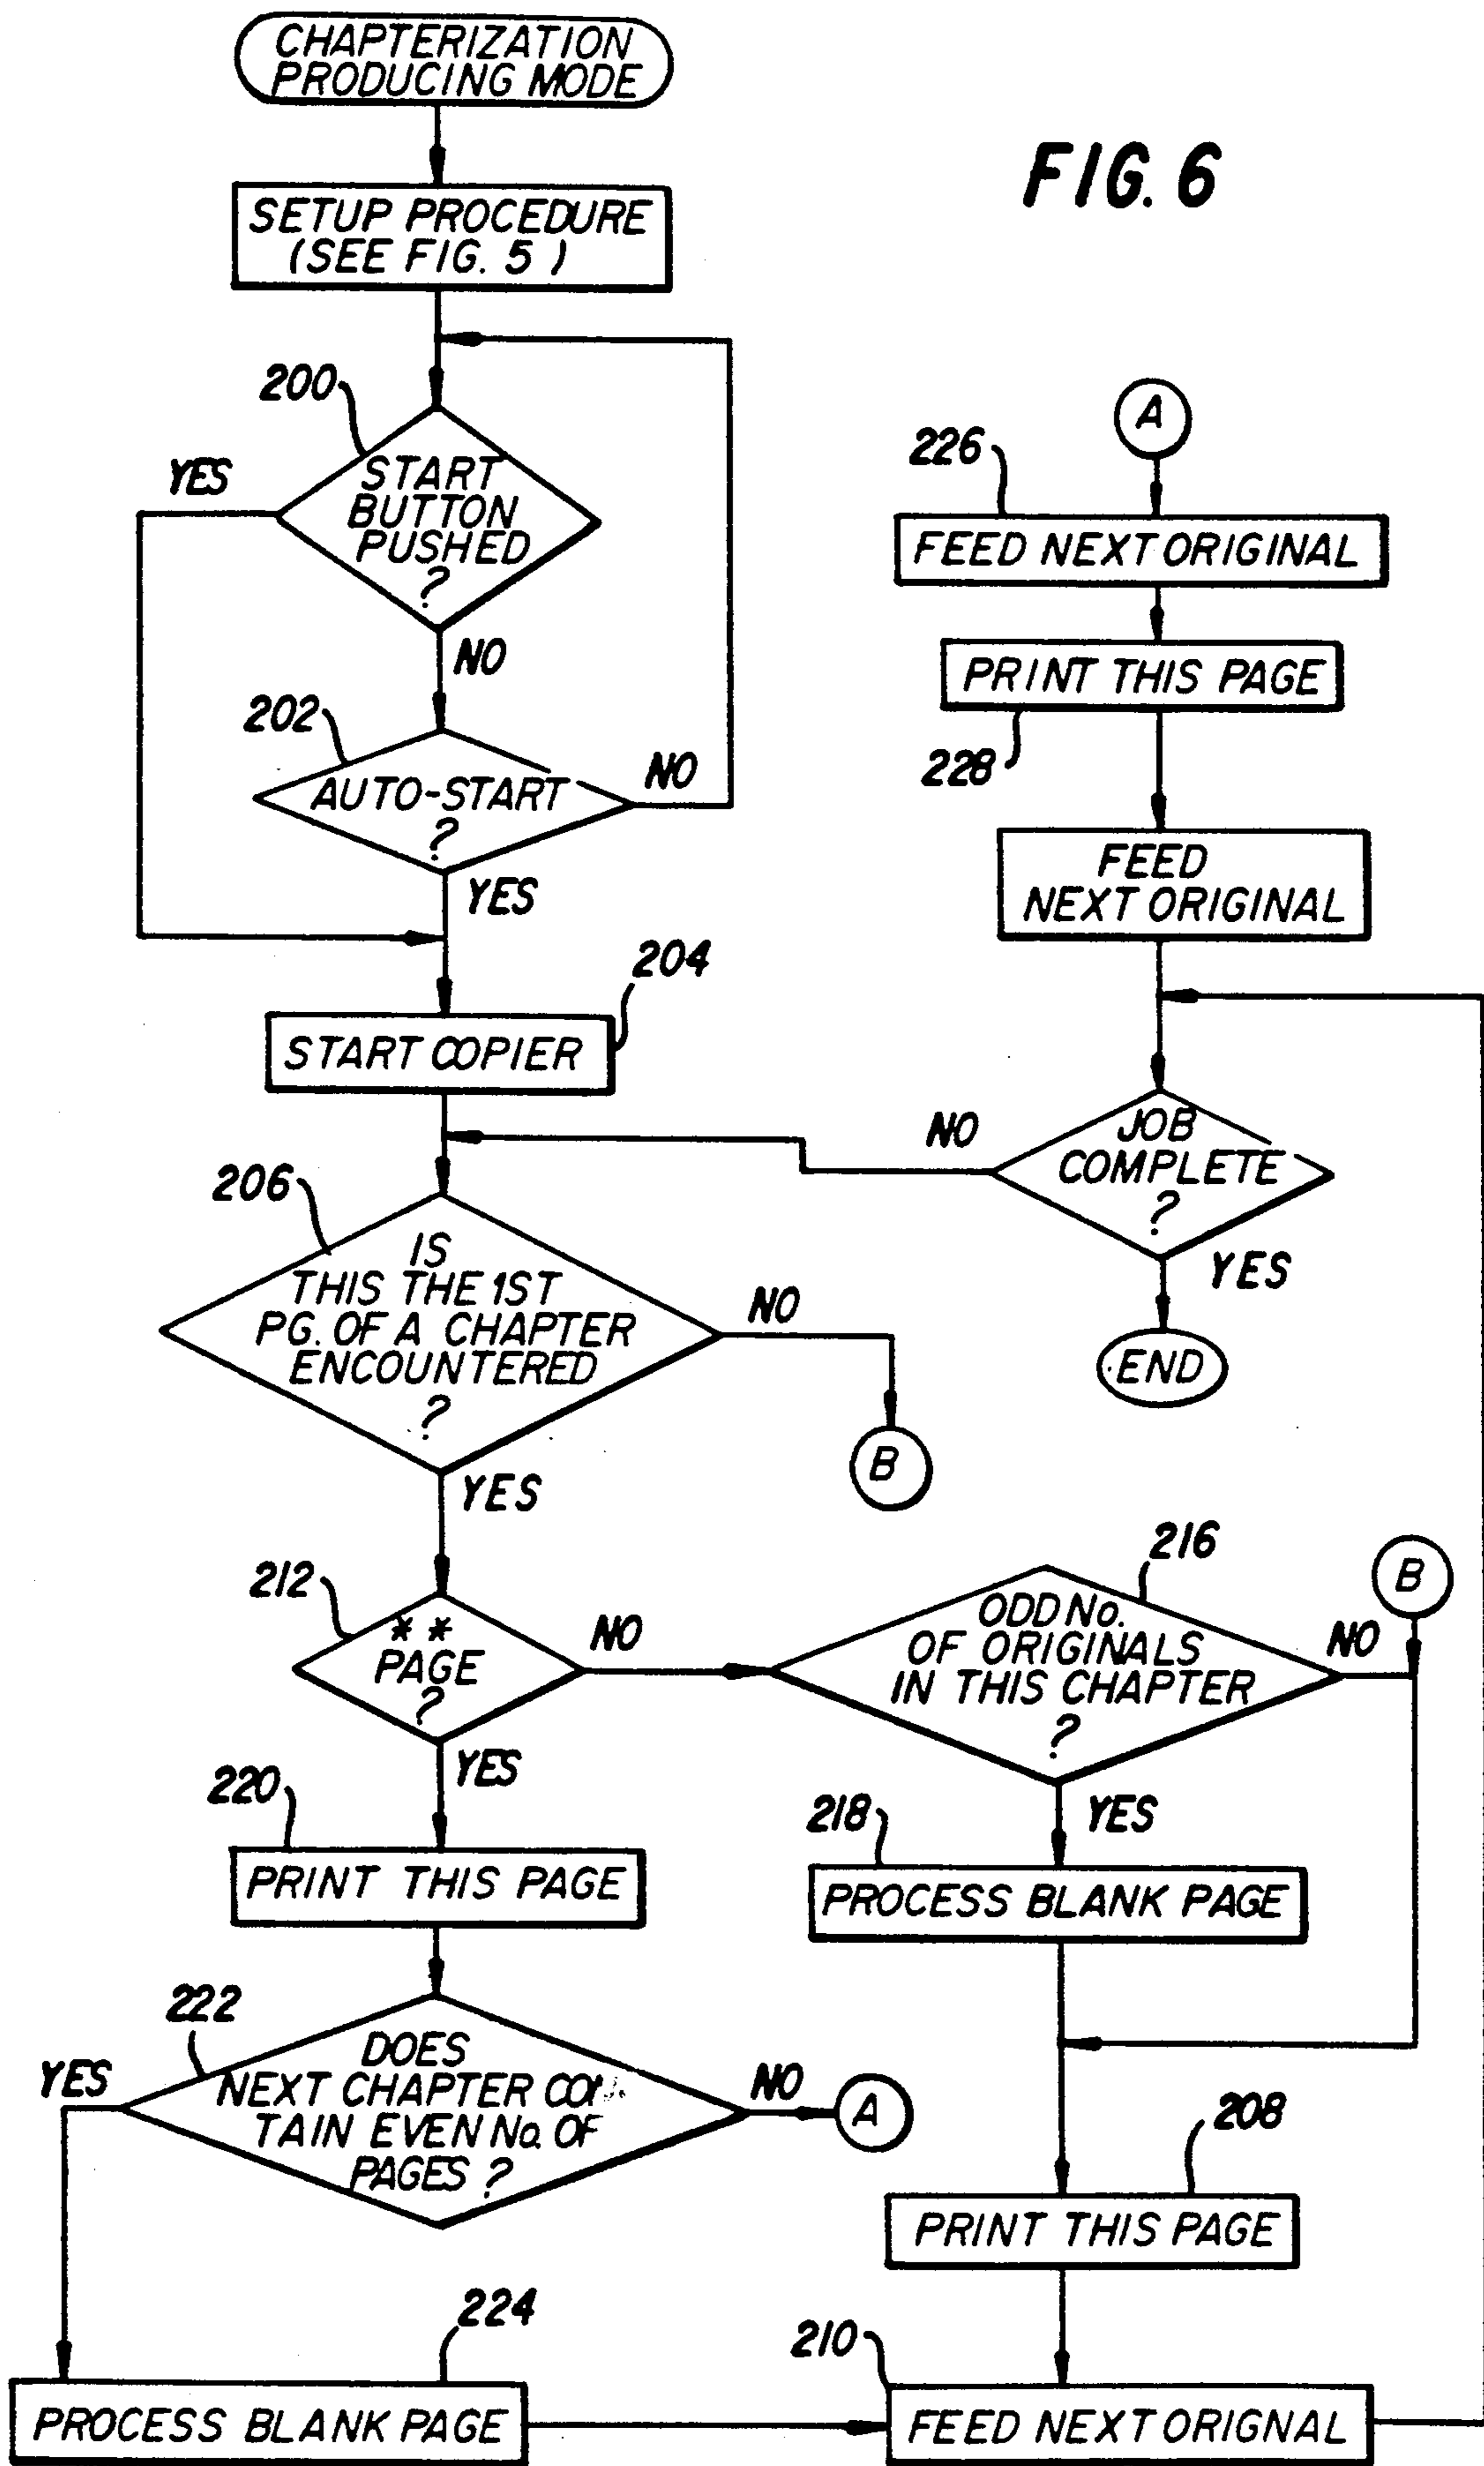 CHAPTERIZATION
PRODUCING MODE
FIG. 6
SETUP PROCEDURE
(SEE FIG. 5 )
200
START
BUTTON
PUSHED
?
YES
NO
202
AUTO-START
?
NO
YES
204
START COPIER
206
IS
THIS THE 1ST
PG. OF A CHAPTER
ENCOUNTERED
?
NO
B
YES
212
* *
PAGE
?
NO
YES
220
PRINT THIS PAGE
222
DOES
NEXT CHAPTER
TAIN EVEN No. OF
PAGES ?
YES
NO
A
224
PROCESS BLANK PAGE
A
226
FEED NEXT ORIGINAL
PRINT THIS PAGE
228
FEED
NEXT ORIGINAL
JOB
COMPLETE
?
NO
YES
END
216
ODD No.
OF ORIGINALS
IN THIS CHAPTER
?
NO
B
YES
218
PROCESS BLANK PAGE
208
PRINT THIS PAGE
210
FEED NEXT ORIGNAL